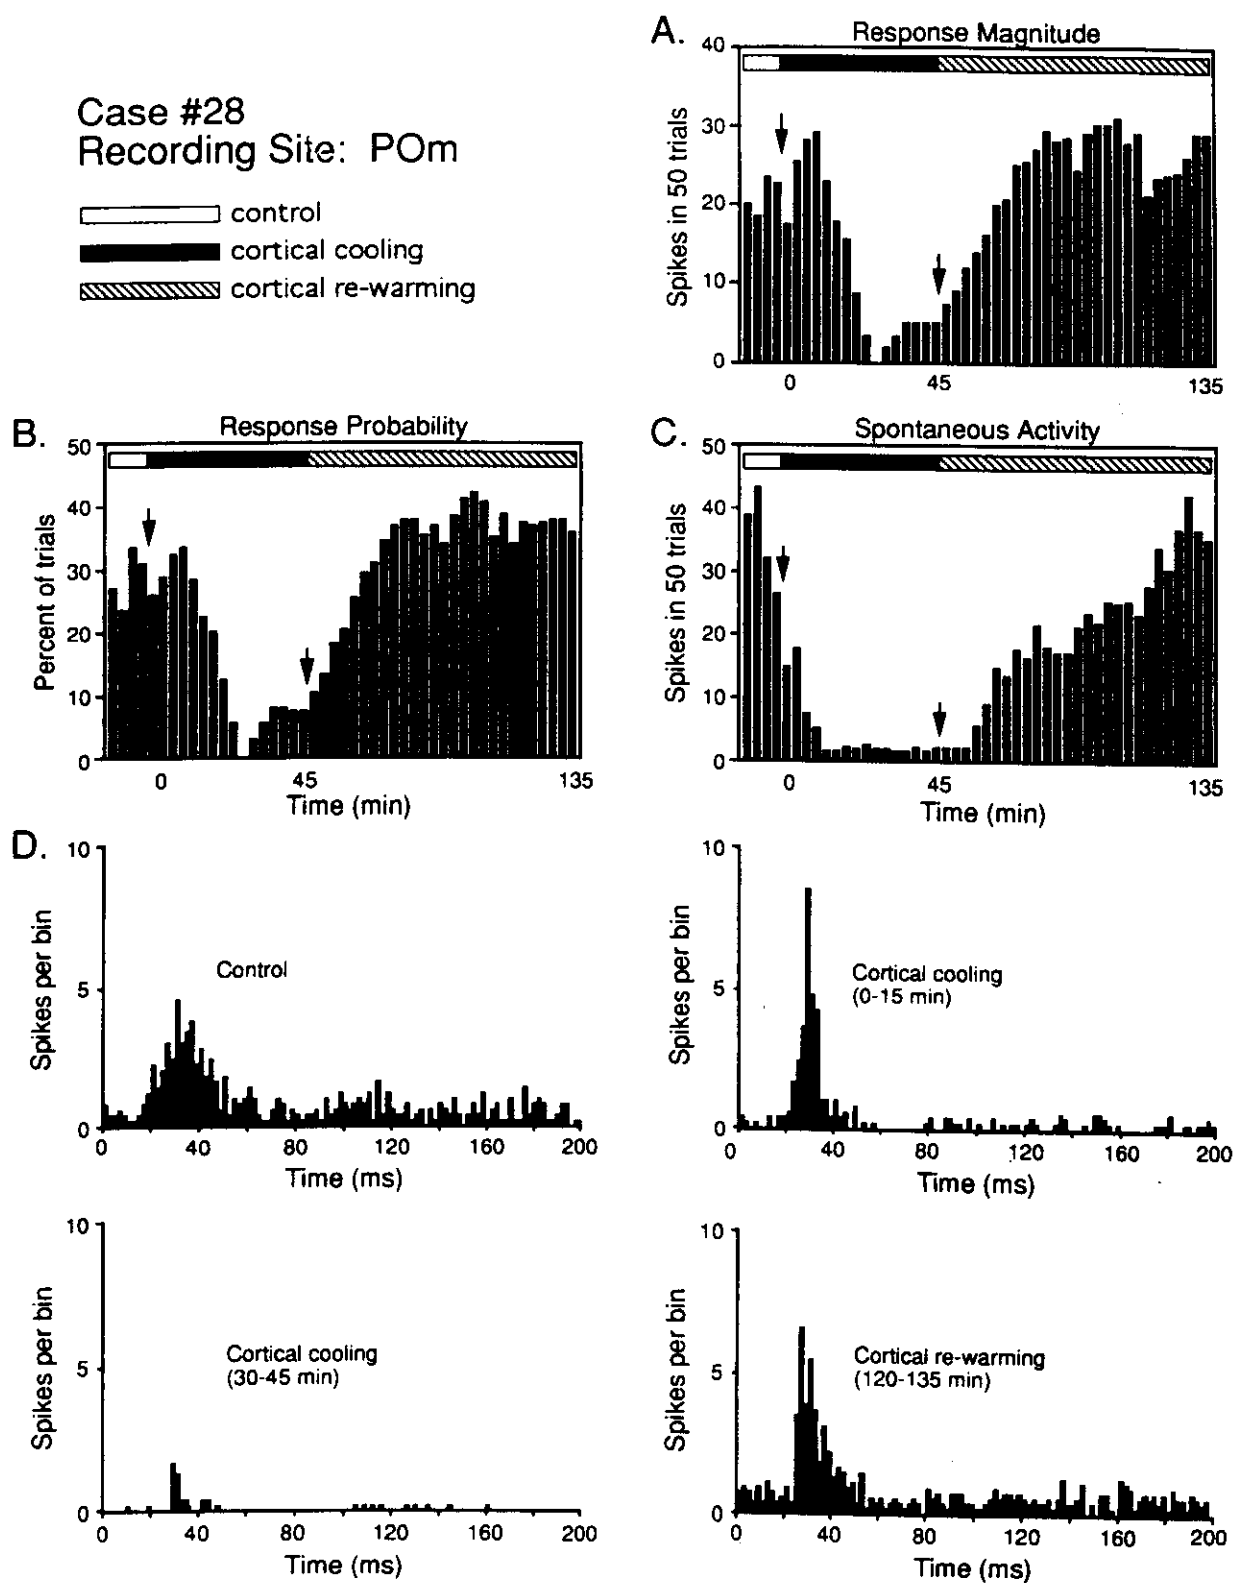 Case #28
Recording Site: POm
control
cortical cooling
cortical re-warming
A.
Response Magnitude
Spikes in 50 trials
40
30
20
10
0
0 45 135
B.
Response Probability
Percent of trials
50
40
30
20
10
0
0 45 135
Time (min)
C.
Spontaneous Activity
Spikes in 50 trials
50
40
30
20
10
0
0 45 135
Time (min)
D.
Spikes per bin
10
5
0
Control
0 40 80 120 160 200
Time (ms)
Spikes per bin
10
5
0
Cortical cooling
(0-15 min)
0 40 80 120 160 200
Time (ms)
Spikes per bin
10
5
0
Cortical cooling
(30-45 min)
0 40 80 120 160 200
Time (ms)
Spikes per bin
10
5
0
Cortical re-warming
(120-135 min)
0 40 80 120 160 200
Time (ms)